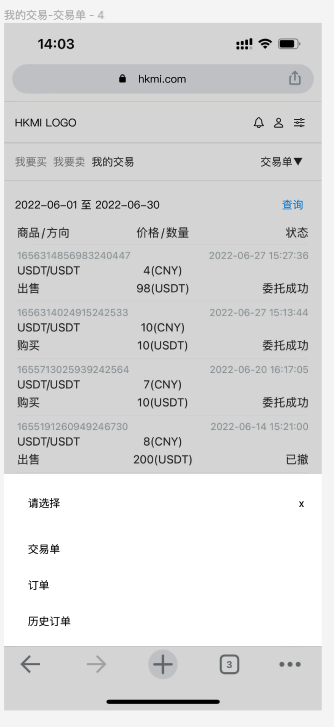 我的交易-交易单 - 4
14:03
hkmi.com
HKMI LOGO
我要买 我要卖 我的交易 交易单▼
2022-06-01 至 2022-06-30 查询
商品/方向 价格/数量 状态
1656314856983240447 2022-06-27 15:27:36
USDT/USDT 4(CNY)
出售 98(USDT) 委托成功
1656314024915242533 2022-06-27 15:13:44
USDT/USDT 10(CNY)
购买 10(USDT) 委托成功
1655713025939242564 2022-06-20 16:17:05
USDT/USDT 7(CNY)
购买 10(USDT) 委托成功
1655191260949246730 2022-06-14 15:21:00
USDT/USDT 8(CNY)
出售 200(USDT) 已撤
请选择 x
交易单
订单
历史订单
3